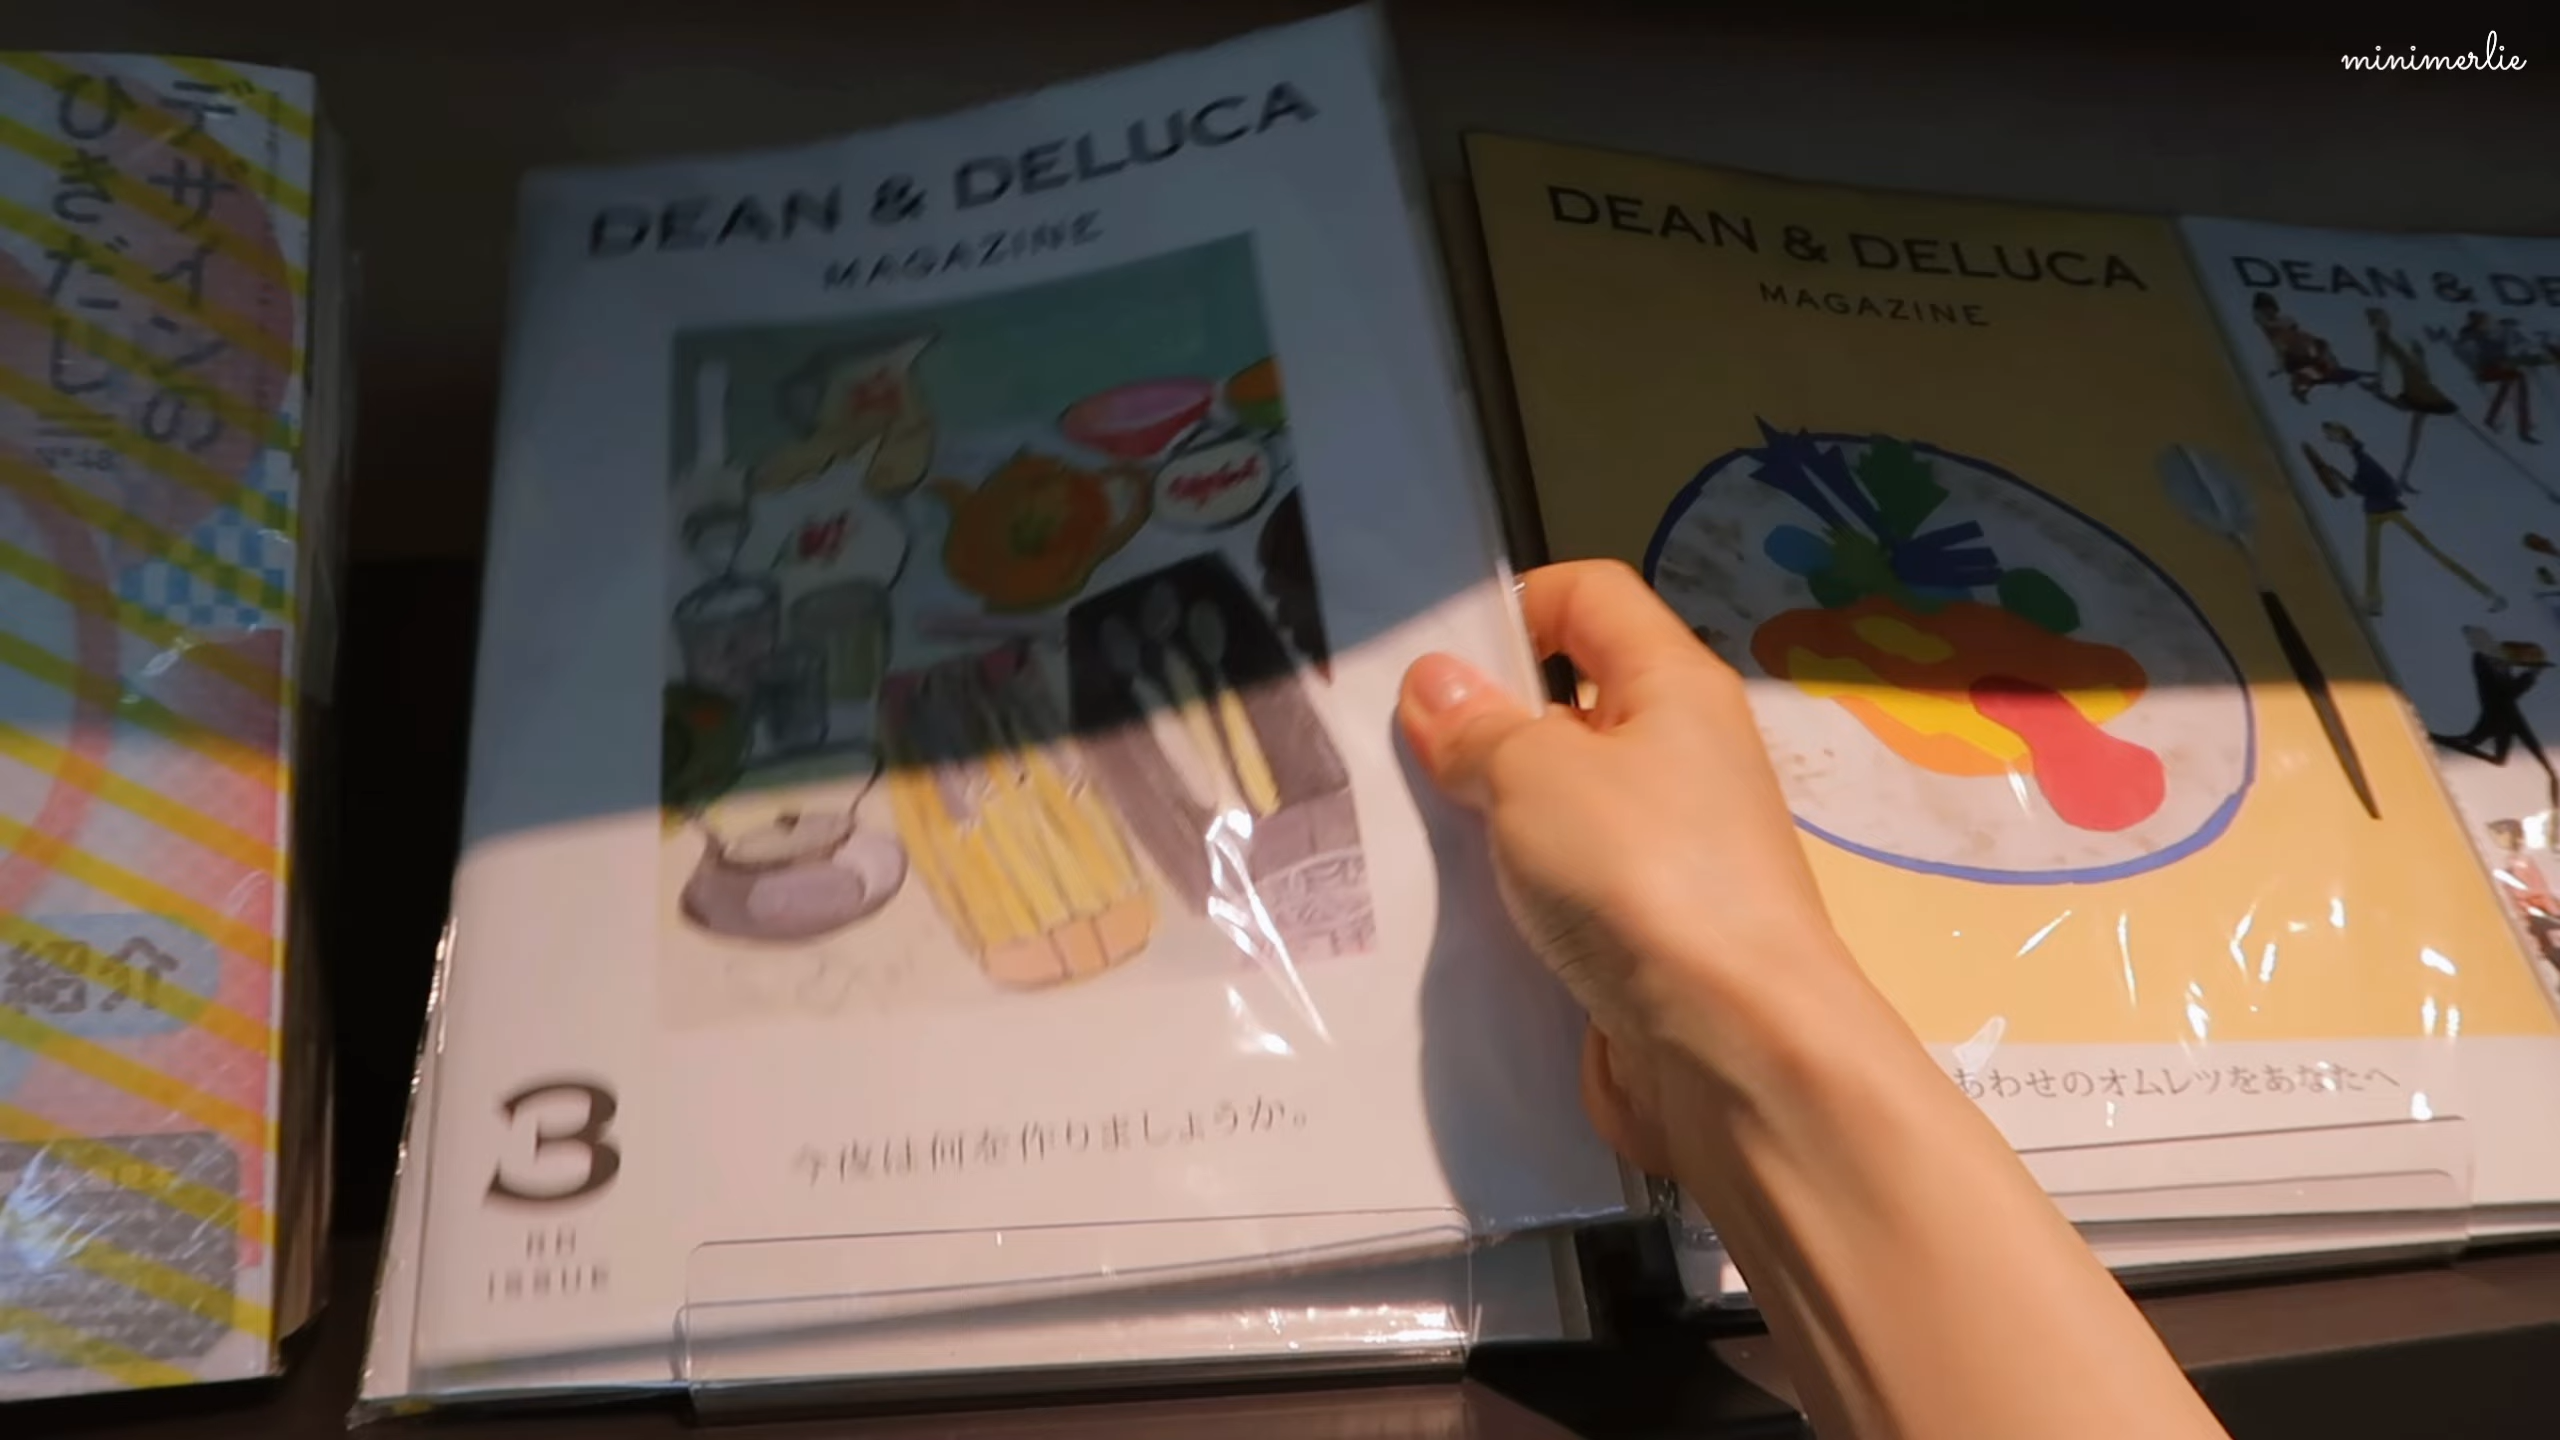 minimerlie
デザインの
ひきだし
紹介
DEAN & DELUCA
MAGAZINE
3
RD
ISSUE
今夜は何を作りましょうか。
DEAN & DELUCA
MAGAZINE
あわせのオムレツをあなたへ
DEAN & DE